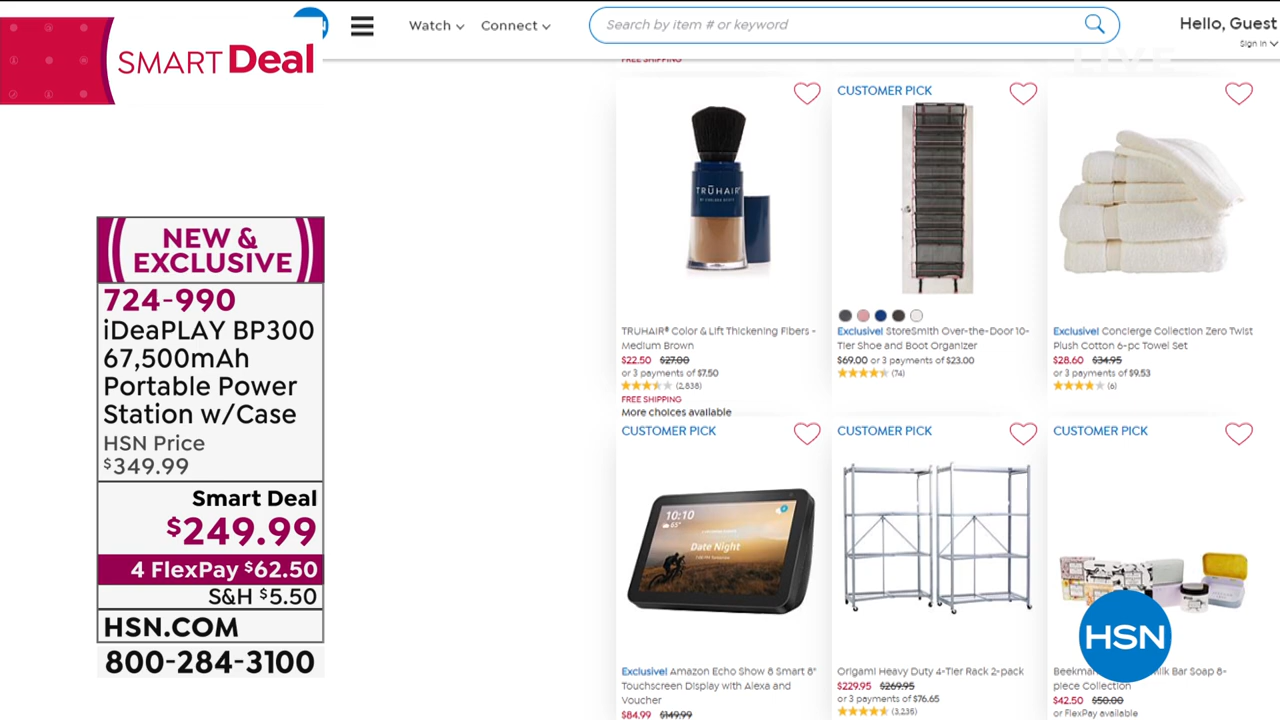 SMART Deal
Watch
Connect
Search by item # or keyword
Hello, Guest
Sign In
LIVE
FREE SHIPPING
NEW &
EXCLUSIVE
724-990
iDeaPLAY BP300
67,500mAh
Portable Power
Station w/Case
HSN Price
$349.99
Smart Deal
$249.99
4 FlexPay $62.50
S&H $5.50
HSN.COM
800-284-3100
TRŪHAIR
TRUHAIR® Color & Lift Thickening Fibers -
Medium Brown
$22.50 $27.00
or 3 payments of $7.50
(2,838)
FREE SHIPPING
More choices available
CUSTOMER PICK
Exclusive! StoreSmith Over-the-Door 10-
Tier Shoe and Boot Organizer
$69.00 or 3 payments of $23.00
(74)
Exclusive! Concierge Collection Zero Twist
Plush Cotton 6-pc Towel Set
$28.60 $34.95
or 3 payments of $9.53
(6)
CUSTOMER PICK
10:10
65°
Date Night
Exclusive! Amazon Echo Show 8 Smart 8"
Touchscreen Display with Alexa and
Voucher
$84.99 $149.99
CUSTOMER PICK
Origami Heavy Duty 4-Tier Rack 2-pack
$229.95 $269.95
or 3 payments of $76.65
(3,235)
CUSTOMER PICK
HSN
Beekman Milk Bar Soap 8-
piece Collection
$42.50 $50.00
or FlexPay available